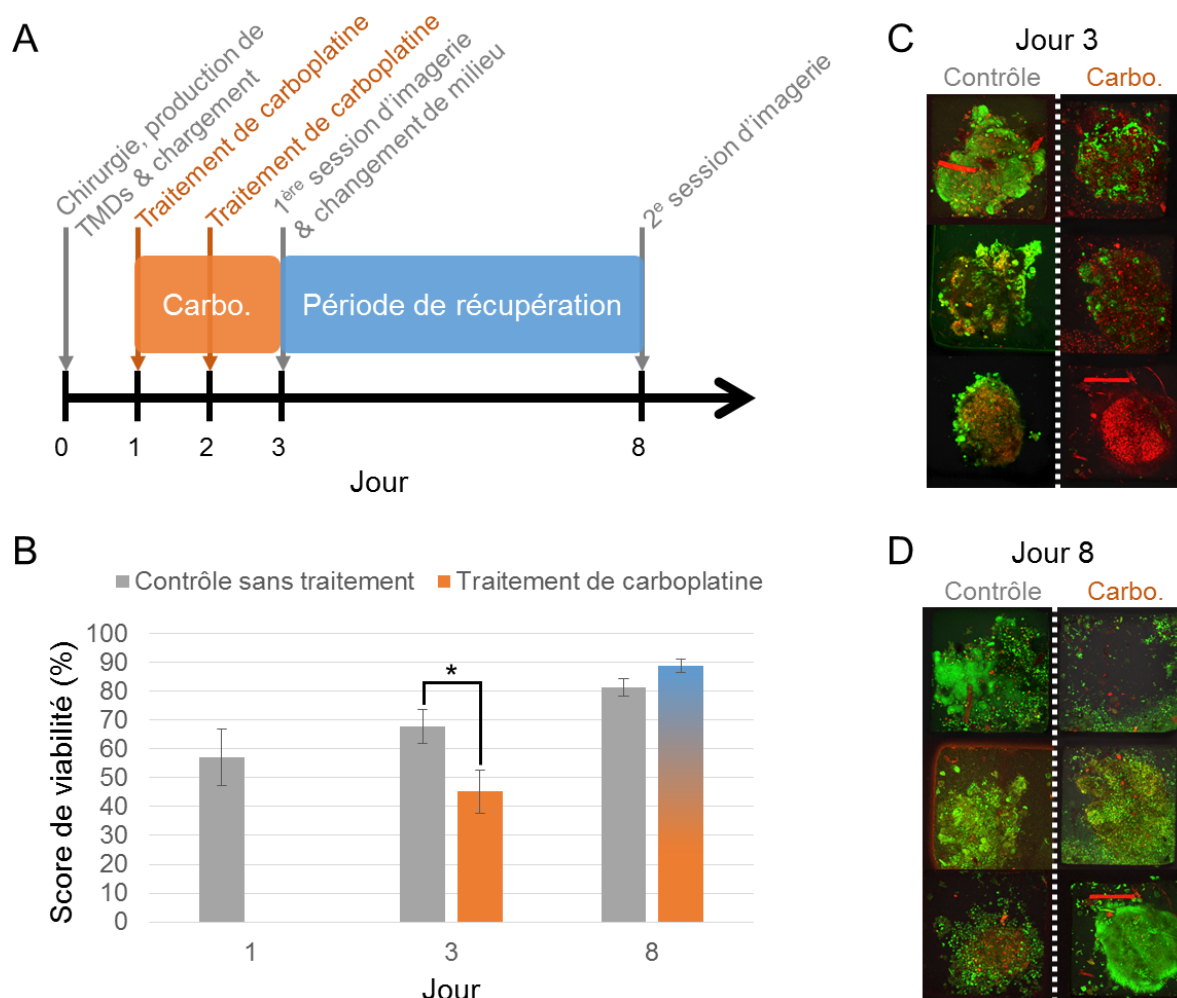 A
Chirurgie, production de
TMDs & chargement
Traitement de carboplatine
Traitement de carboplatine
1ère session d'imagerie
& changement de milieu
2e session d'imagerie
Carbo.
Période de récupération
0 1 2 3 8
Jour
B
Contrôle sans traitement Traitement de carboplatine
Score de viabilité (%)
100
90
80
70
60
50
40
30
20
10
0
*
1 3 8
Jour
C
Jour 3
Contrôle Carbo.
D
Jour 8
Contrôle Carbo.